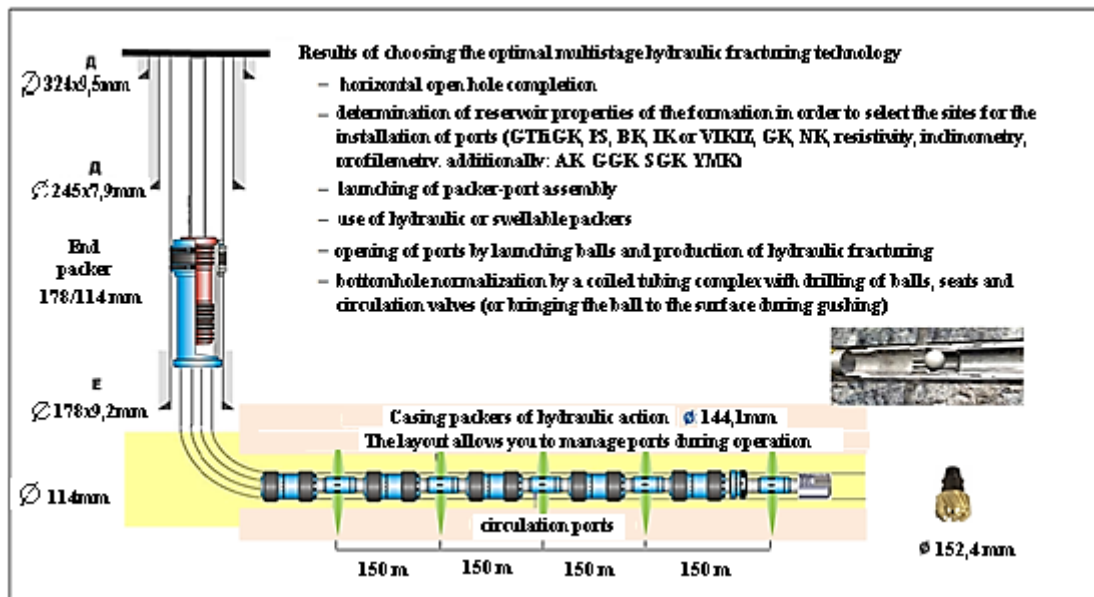 Results of choosing the optimal multistage hydraulic fracturing technology
– horizontal open hole completion
– determination of reservoir properties of the formation in order to select the sites for the
installation of ports (GTI GK, PS, BK, IK or VIKIZ, GK, NK, resistivity, inclinometry,
profilemetry, additionally: AK GGK SGK YMK)
– launching of packer-port assembly
– use of hydraulic or swellable packers
– opening of ports by launching balls and production of hydraulic fracturing
– bottomhole normalization by a coiled tubing complex with drilling of balls, seats and
circulation valves (or bringing the ball to the surface during gushing)
Д
∅324x9,5mm
Д
∅245x7,9mm
End
packer
178/114 mm
Е
∅178x9,2mm
Casing packers of hydraulic action ∅ 144,1mm
The layout allows you to manage ports during operation
∅ 114mm
circulation ports
150 m
150 m
150 m
150 m
∅ 152,4 mm